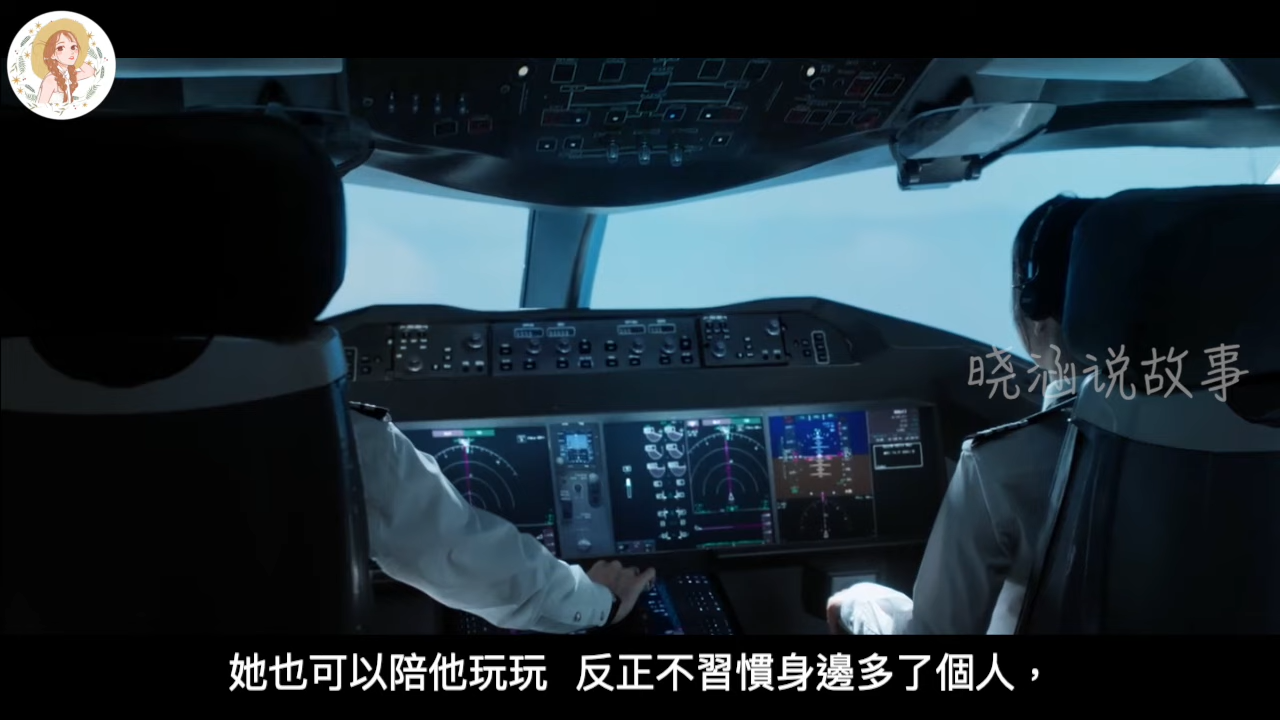 晓涵说故事
她也可以陪他玩玩 反正不習慣身邊多了個人，